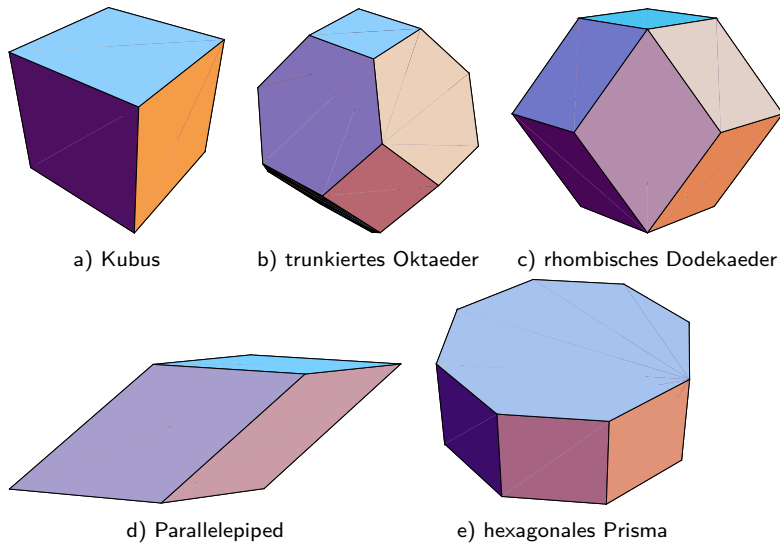 a) Kubus
b) trunkiertes Oktaeder
c) rhombisches Dodekaeder
d) Parallelepiped
e) hexagonales Prisma